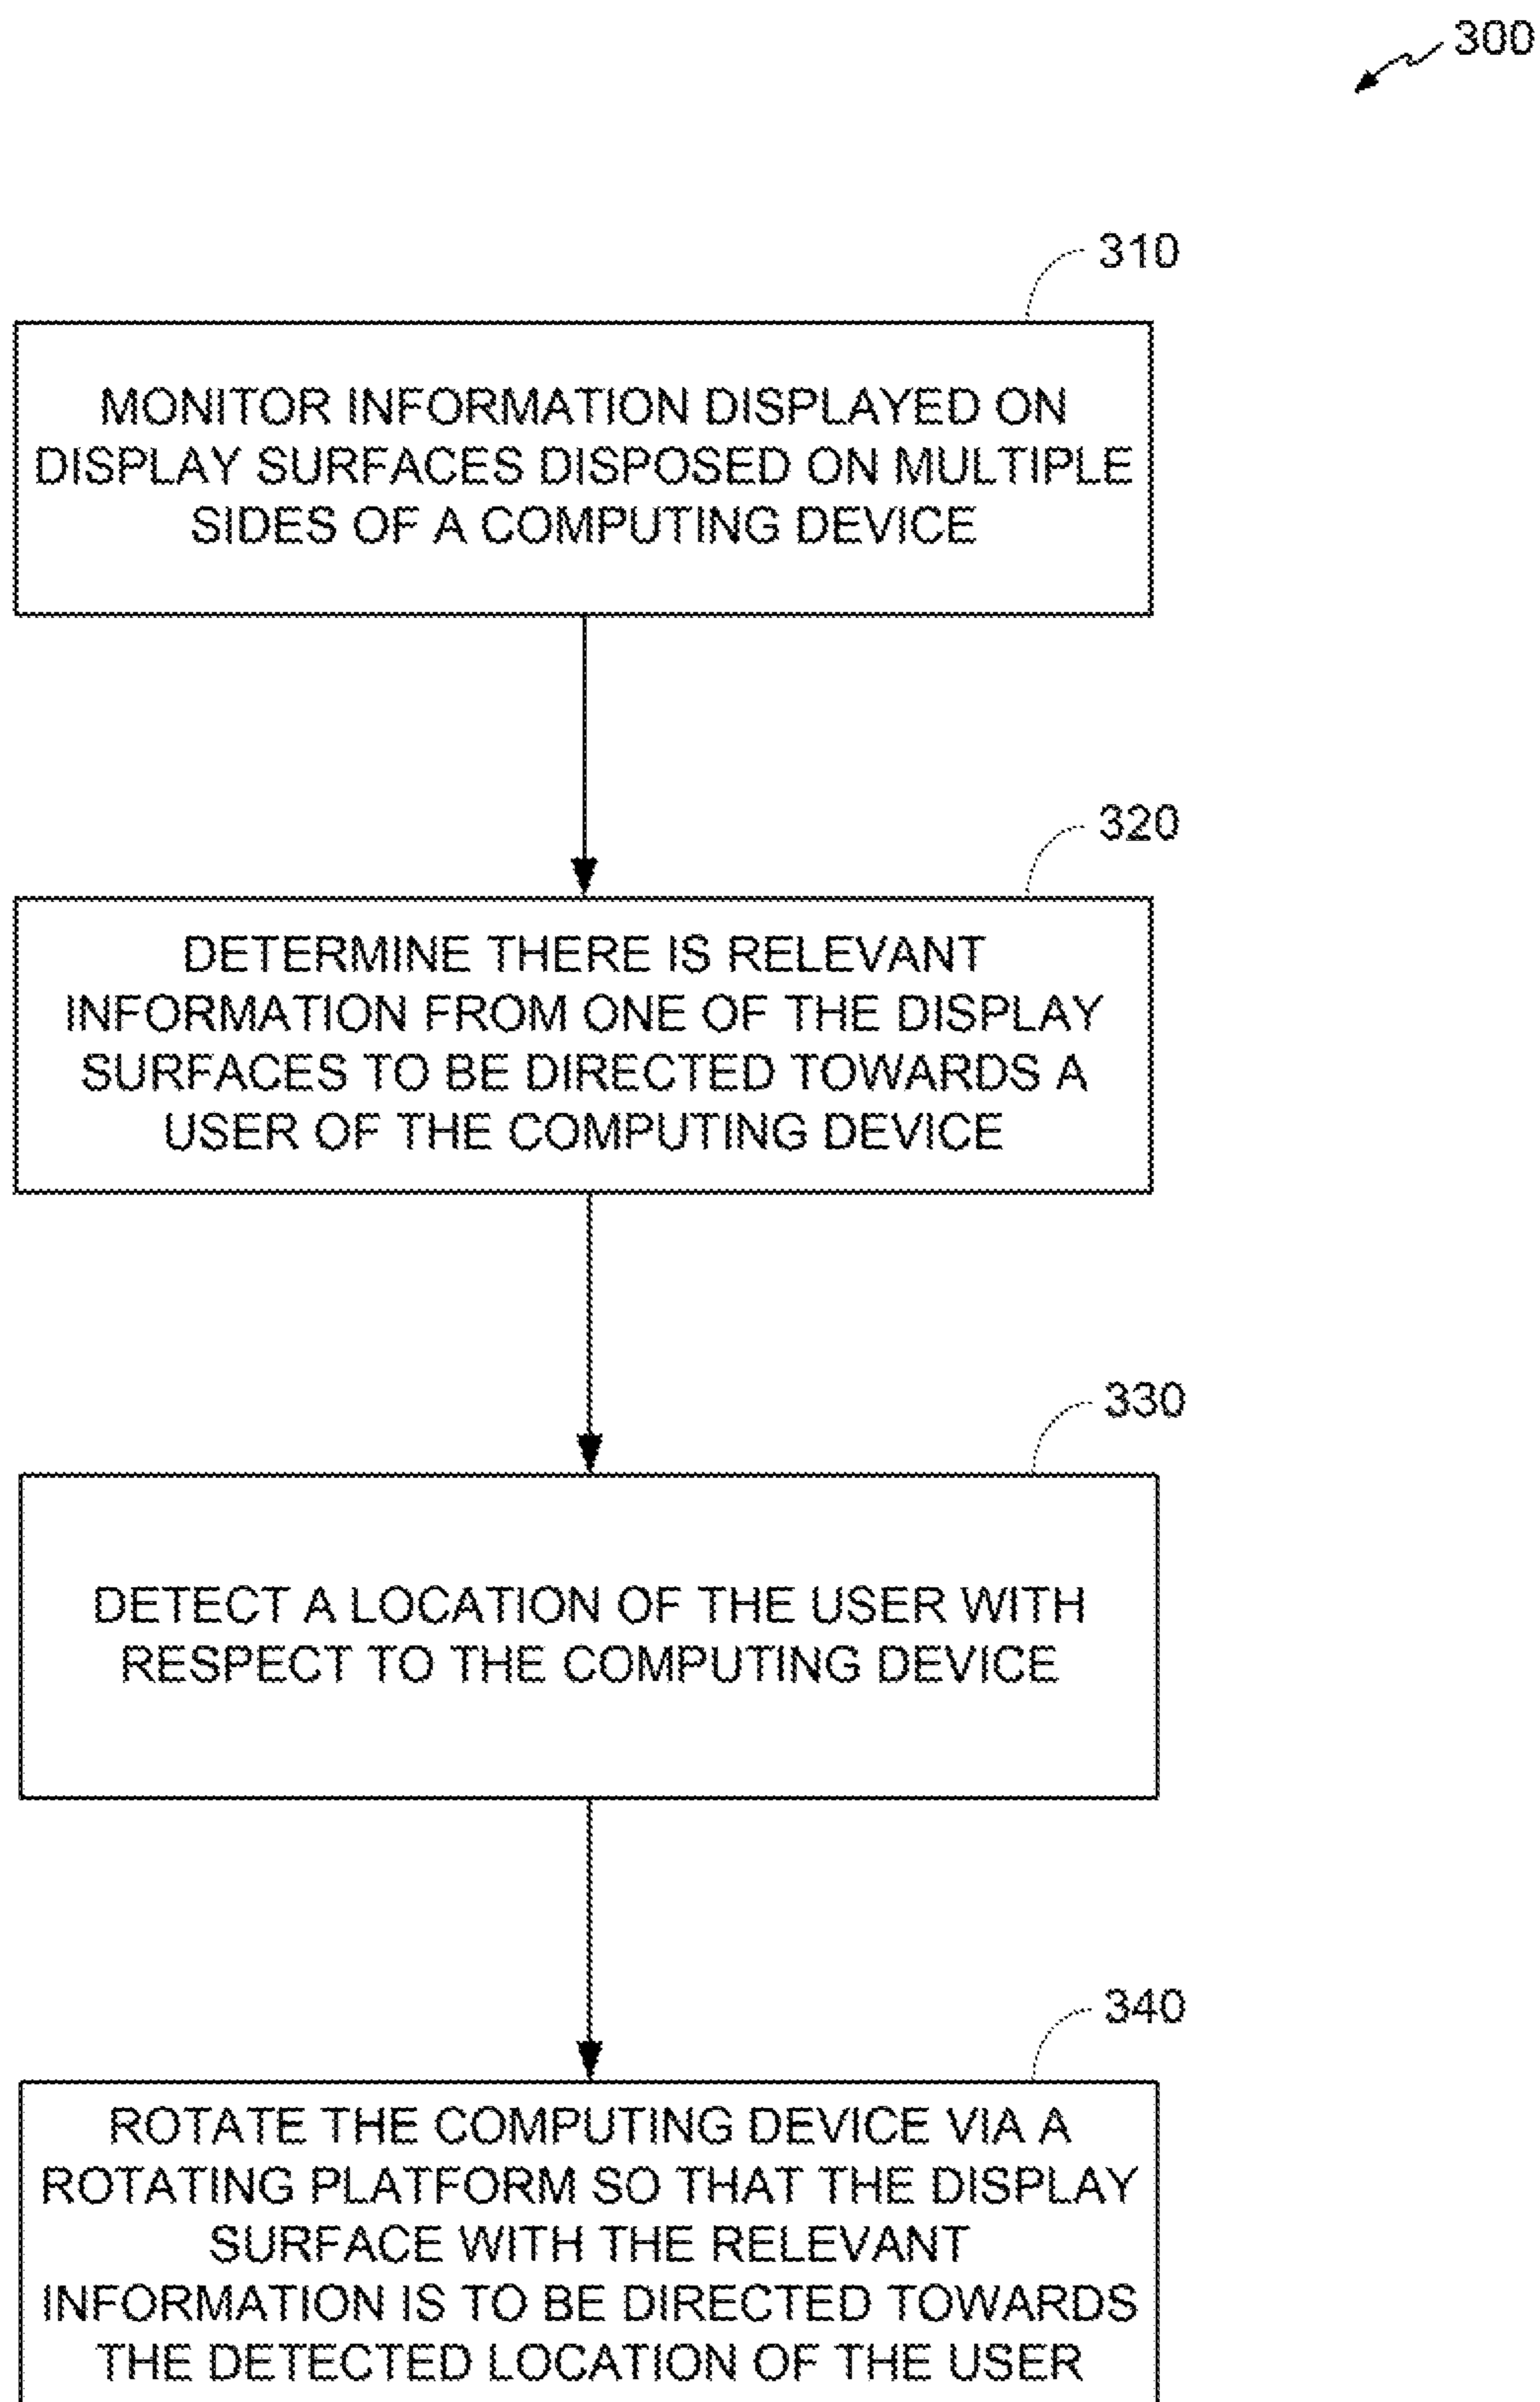 300
310
MONITOR INFORMATION DISPLAYED ON
DISPLAY SURFACES DISPOSED ON MULTIPLE
SIDES OF A COMPUTING DEVICE
320
DETERMINE THERE IS RELEVANT
INFORMATION FROM ONE OF THE DISPLAY
SURFACES TO BE DIRECTED TOWARDS A
USER OF THE COMPUTING DEVICE
330
DETECT A LOCATION OF THE USER WITH
RESPECT TO THE COMPUTING DEVICE
340
ROTATE THE COMPUTING DEVICE VIA A
ROTATING PLATFORM SO THAT THE DISPLAY
SURFACE WITH THE RELEVANT
INFORMATION IS TO BE DIRECTED TOWARDS
THE DETECTED LOCATION OF THE USER